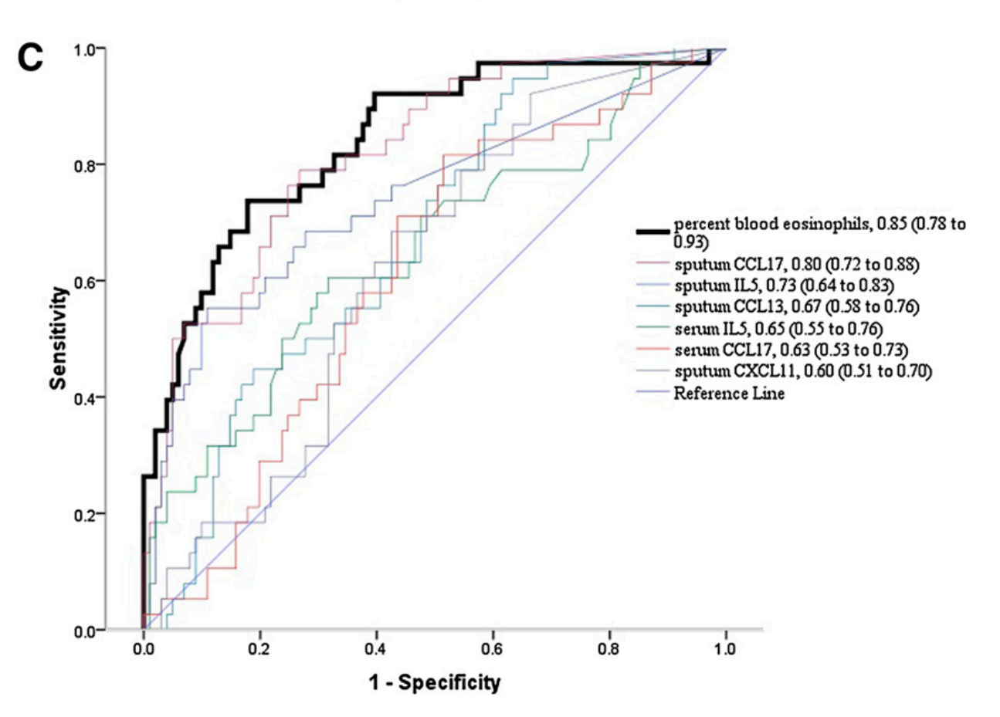 C
1.0
0.8
0.6
0.4
0.2
0.0
Sensitivity
0.0 0.2 0.4 0.6 0.8 1.0
1 - Specificity
percent blood eosinophils, 0.85 (0.78 to
0.93)
sputum CCL17, 0.80 (0.72 to 0.88)
sputum IL5, 0.73 (0.64 to 0.83)
sputum CCL13, 0.67 (0.58 to 0.76)
serum IL5, 0.65 (0.55 to 0.76)
serum CCL17, 0.63 (0.53 to 0.73)
sputum CXCL11, 0.60 (0.51 to 0.70)
Reference Line